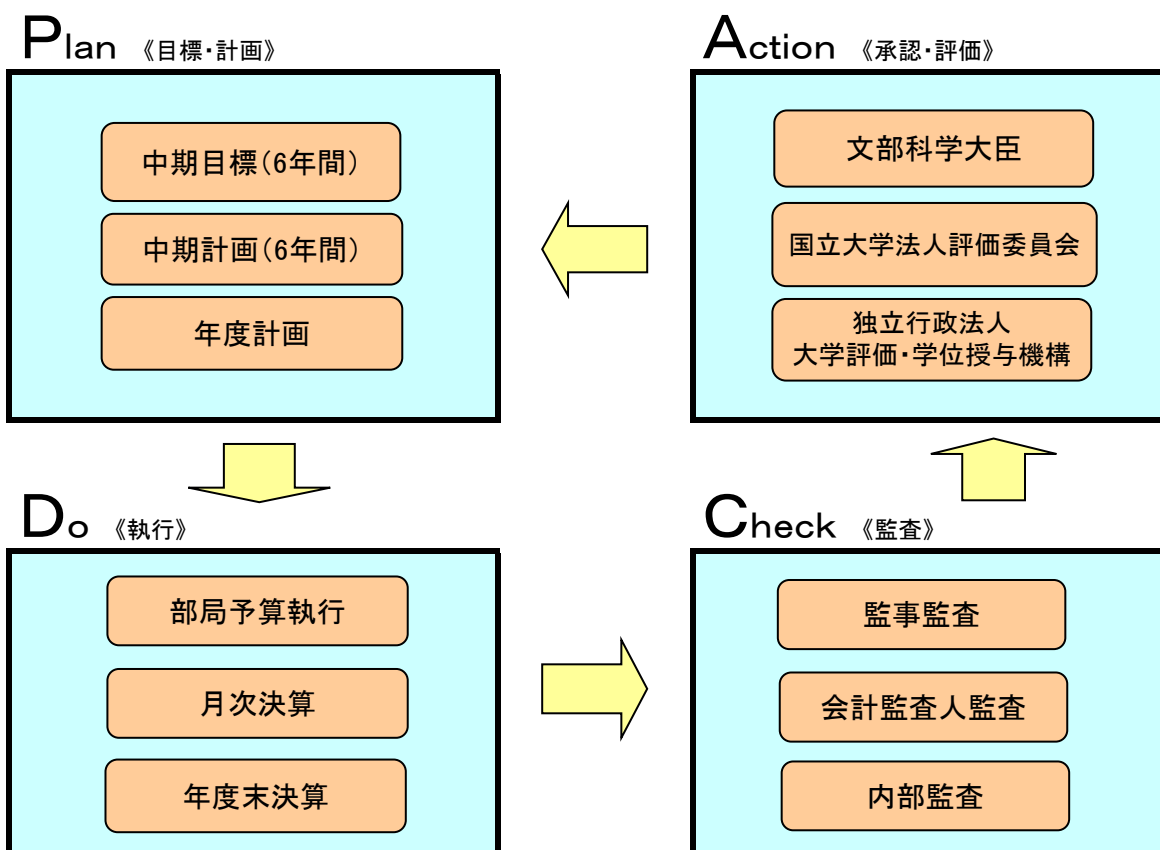 Plan 《目標・計画》
中期目標(6年間)
中期計画(6年間)
年度計画
Action 《承認・評価》
文部科学大臣
国立大学法人評価委員会
独立行政法人
大学評価・学位授与機構
Do 《執行》
部局予算執行
月次決算
年度末決算
Check 《監査》
監事監査
会計監査人監査
内部監査